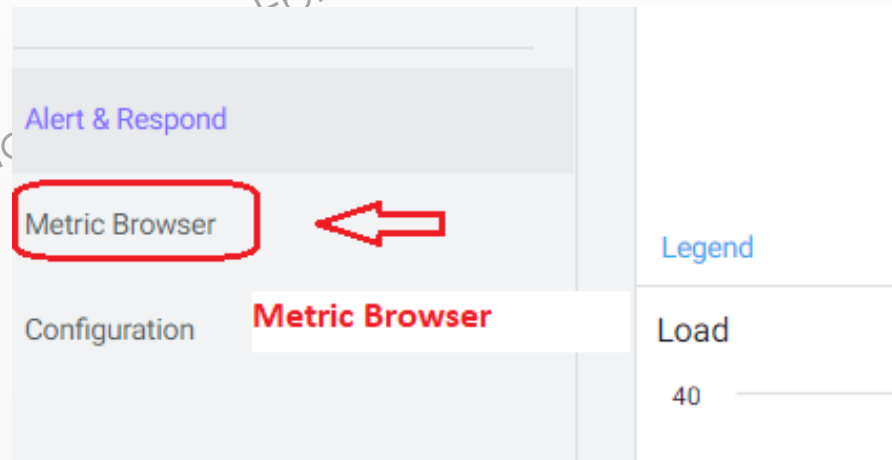 Alert & Respond
Metric Browser
Legend
Configuration
Metric Browser
Load
40